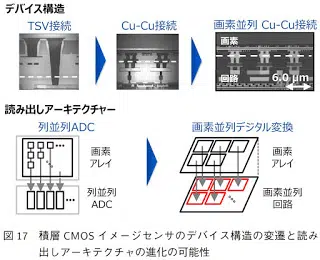 デバイス構造
TSV接続
Cu-Cu接続
画素並列 Cu-Cu接続
画素
回路
6.0 μm
読み出しアーキテクチャー
列並列ADC
画素並列デジタル変換
画素
アレイ
列並列
ADC
画素
アレイ
画素並列
回路
図 17 積層 CMOS イメージセンサのデバイス構造の変遷と読み
出しアーキテクチャの進化の可能性